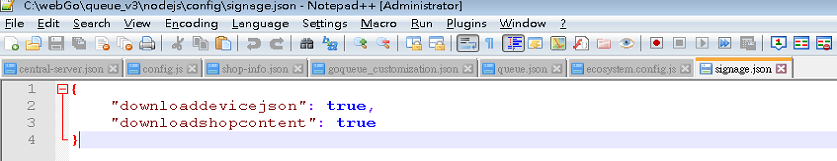 C:\webGo\queue_v3\nodejs\config\signage.json - Notepad++ [Administrator]
File Edit Search View Encoding Language Settings Macro Run Plugins Window ?
central-server.json config.js shop-info.json goqueue_customization.json queue.json ecosystem.config.js signage.json
1 {
2 "downloaddevicejson": true,
3 "downloadshopcontent": true
4 }